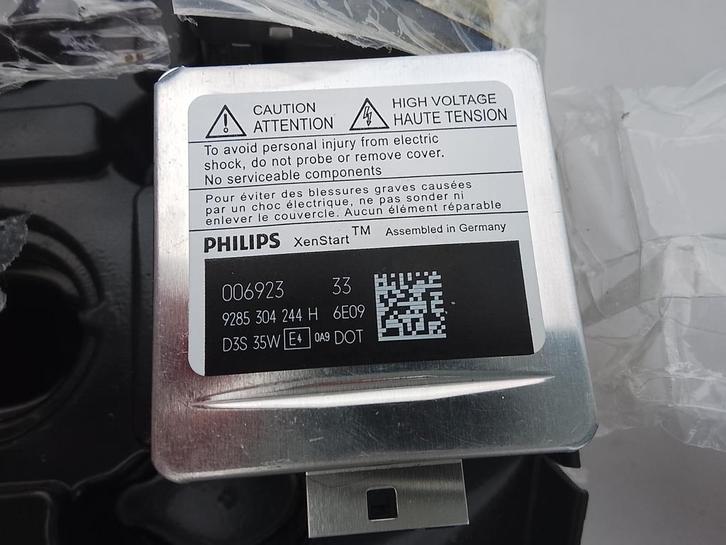 CAUTION HIGH VOLTAGE
ATTENTION HAUTE TENSION
To avoid personal injury from electric
shock, do not probe or remove cover.
No serviceable components
Pour éviter des blessures graves causées
par un choc électrique, ne pas sonder ni
enlever le couvercle. Aucun élément réparable
PHILIPS XenStart™ Assembled in Germany
006923 33
9285 304 244 H 6E09
D3S 35W E4 0A9 DOT